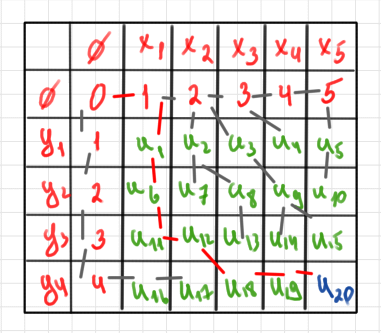 ∅ x₁ x₂ x₃ x₄ x₅
∅ 0 1 2 3 4 5
y₁ 1 u₁ u₂ u₃ u₄ u₅
y₂ 2 u₆ u₇ u₈ u₉ u₁₀
y₃ 3 u₁₁ u₁₂ u₁₃ u₁₄ u₁₅
y₄ 4 u₁₆ u₁₇ u₁₈ u₁₉ u₂₀